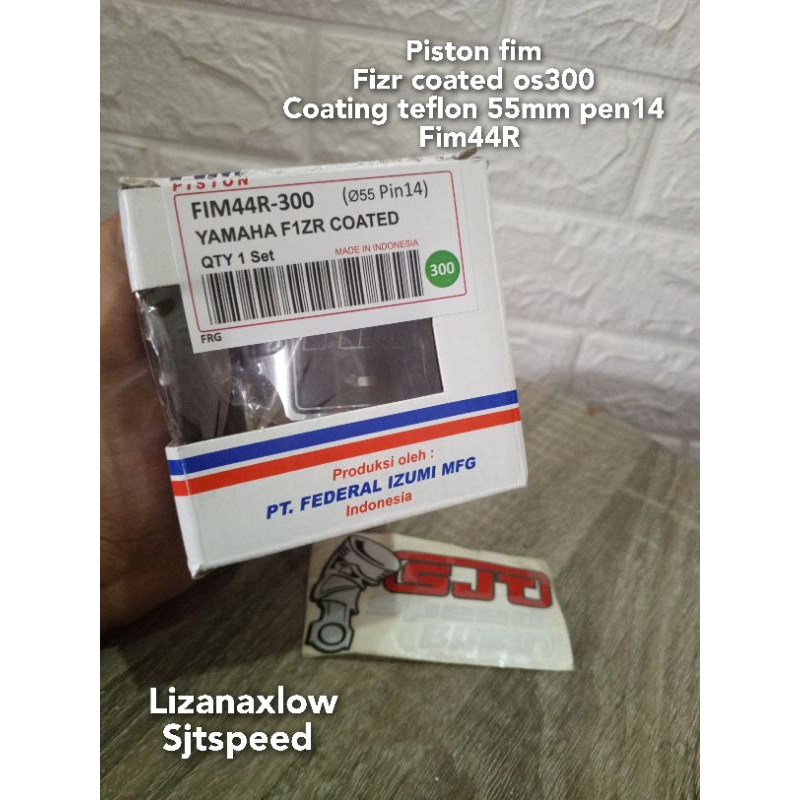 Piston fim
Fizr coated os300
Coating teflon 55mm pen14
Fim44R
PISTON
FIM44R-300 (Ø55 Pin14)
YAMAHA F1ZR COATED
QTY 1 Set
MADE IN INDONESIA
300
FRG
Produksi oleh :
PT. FEDERAL IZUMI MFG
Indonesia
SJT
Lizanaxlow
Sjtspeed